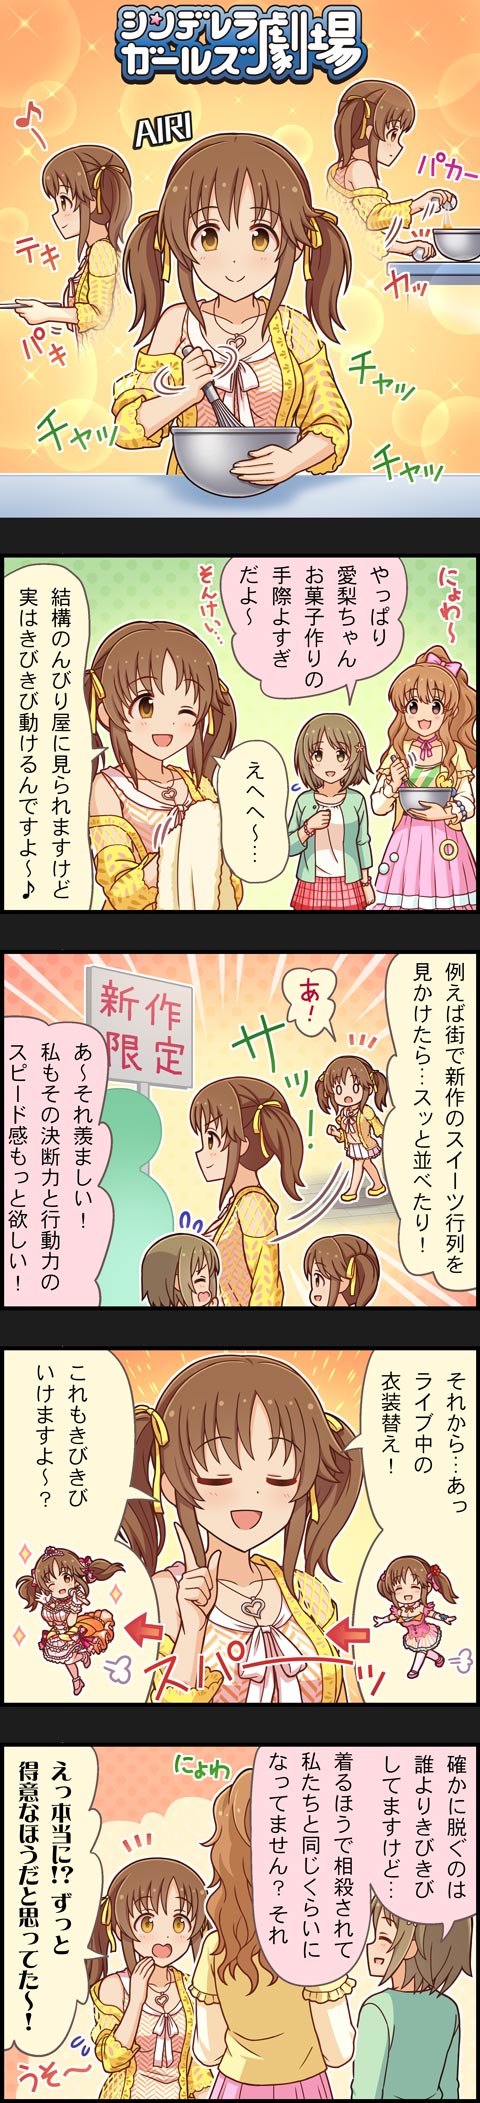 シンデレラ
ガールズ劇場
AIRI
♪
テキ
パキ
パカー
カッ
チャッ
チャッ
チャッ
にょわ～
やっぱり
愛梨ちゃん
お菓子作りの
手際よすぎ
だよ～
そんけい…
えへへ～…
結構のんびり屋に見られますけど
実はきびきび動けるんですよ～♪
例えば街で新作のスイーツ行列を
見かけたら…スッと並べたり！
あ！
サッ！
新作
限定
あ～それ羨ましい！
私もその決断力と行動力の
スピード感もっと欲しい！
それから…あっ
ライブ中の
衣装替え！
これもきびきび
いけますよ～？
スパーーッ
確かに脱ぐのは
誰よりきびきび
してますけど…
着るほうで相殺されて
私たちと同じくらいに
なってません？それ
にょわ
えっ本当に!?ずっと
得意なほうだと思ってた～！
うそ～